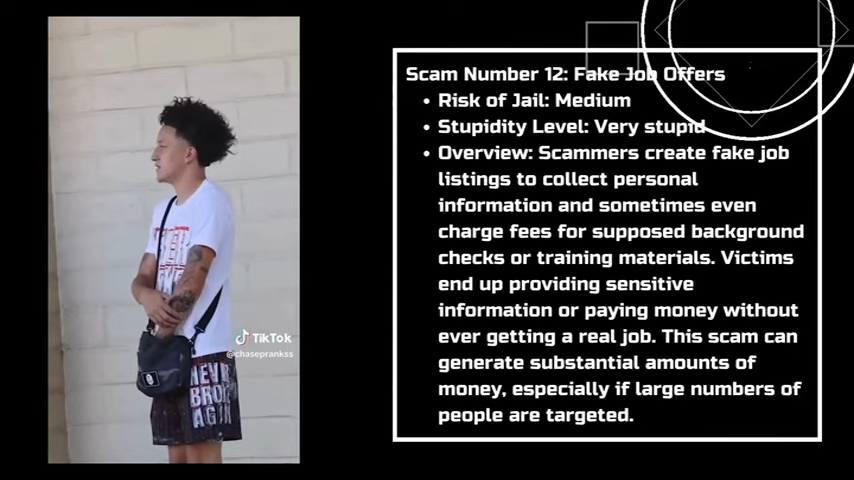 Scam Number 12: Fake Job Offers
• Risk of Jail: Medium
• Stupidity Level: Very stupid
• Overview: Scammers create fake job
listings to collect personal
information and sometimes even
charge fees for supposed background
checks or training materials. Victims
end up providing sensitive
information or paying money without
ever getting a real job. This scam can
generate substantial amounts of
money, especially if large numbers of
people are targeted.
TikTok
@chaseprankss